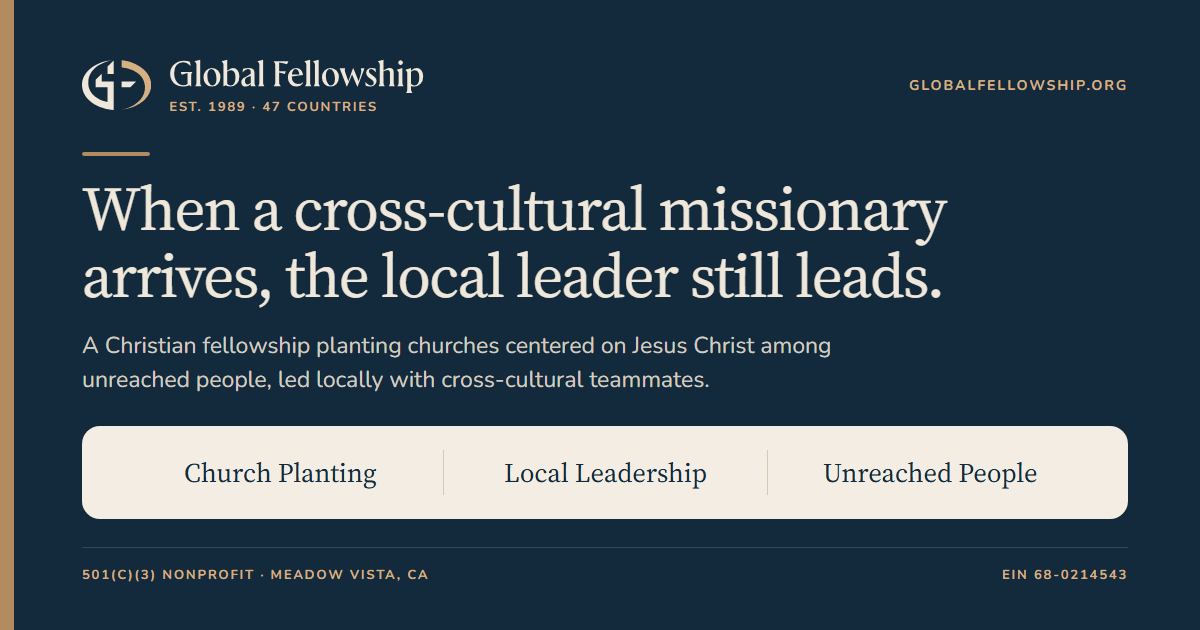 Global Fellowship
EST. 1989 · 47 COUNTRIES
GLOBALFELLOWSHIP.ORG
When a cross-cultural missionary
arrives, the local leader still leads.
A Christian fellowship planting churches centered on Jesus Christ among
unreached people, led locally with cross-cultural teammates.
Church Planting
Local Leadership
Unreached People
501(C)(3) NONPROFIT · MEADOW VISTA, CA
EIN 68-0214543